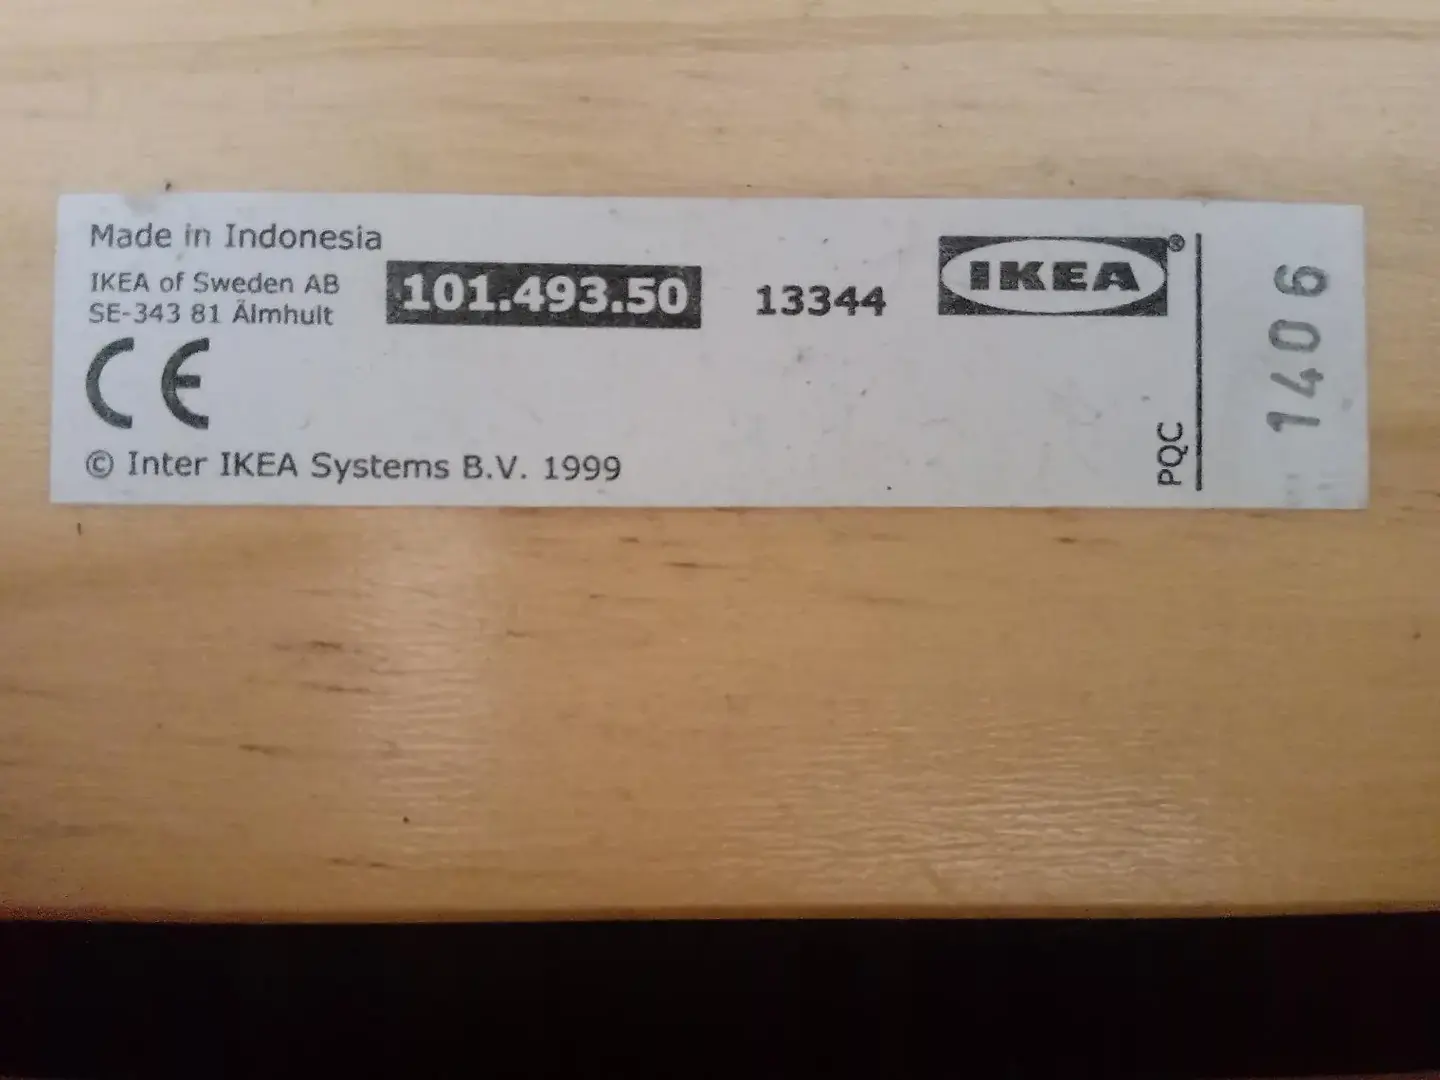 Made in Indonesia
IKEA of Sweden AB
SE-343 81 Älmhult
101.493.50
13344
IKEA®
CE
© Inter IKEA Systems B.V. 1999
PQC
1406